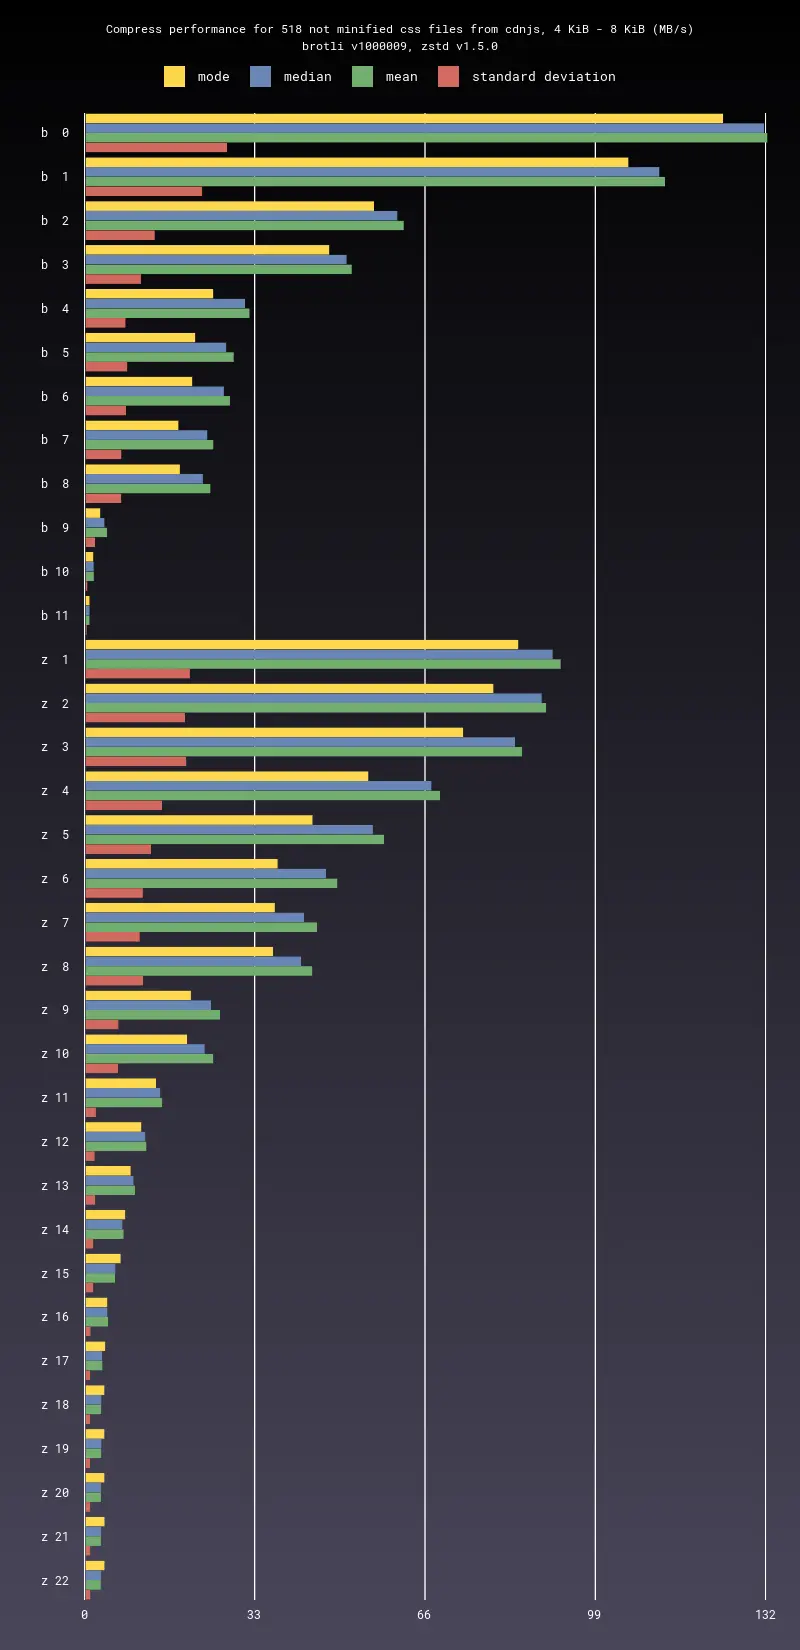 Compress performance for 518 not minified css files from cdnjs, 4 KiB - 8 KiB (MB/s)
brotli v1000009, zstd v1.5.0
mode median mean standard deviation
b 0
b 1
b 2
b 3
b 4
b 5
b 6
b 7
b 8
b 9
b 10
b 11
z 1
z 2
z 3
z 4
z 5
z 6
z 7
z 8
z 9
z 10
z 11
z 12
z 13
z 14
z 15
z 16
z 17
z 18
z 19
z 20
z 21
z 22
0 33 66 99 132